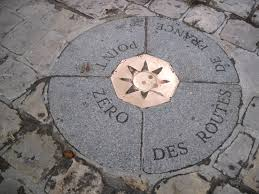 POINT
ZERO
DES ROUTES
DE FRANCE